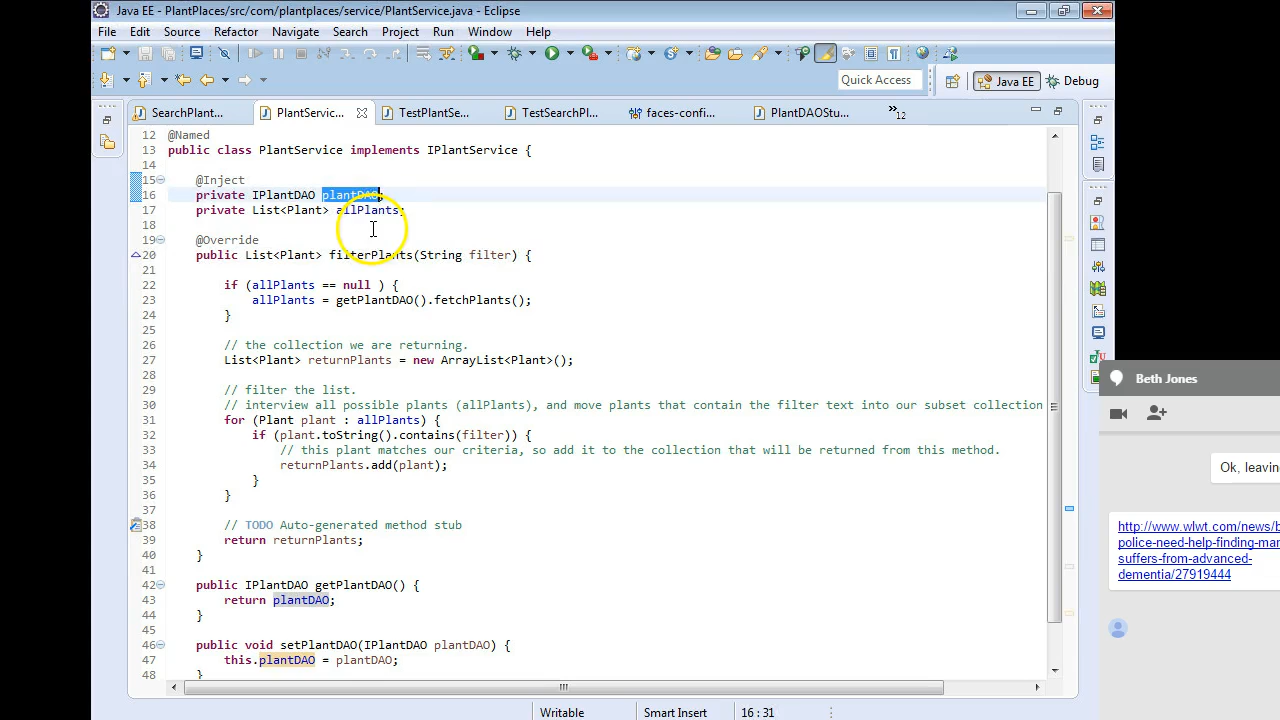 Java EE - PlantPlaces/src/com/plantplaces/service/PlantService.java - Eclipse
File Edit Source Refactor Navigate Search Project Run Window Help
Quick Access Java EE Debug
SearchPlant... PlantServic... TestPlantSe... TestSearchPl... faces-confi... PlantDAOStu... »12
12 @Named
13 public class PlantService implements IPlantService {
14
15 @Inject
16 private IPlantDAO plantDAO;
17 private List<Plant> allPlants;
18
19 @Override
20 public List<Plant> filterPlants(String filter) {
21
22 if (allPlants == null ) {
23 allPlants = getPlantDAO().fetchPlants();
24 }
25
26 // the collection we are returning.
27 List<Plant> returnPlants = new ArrayList<Plant>();
28
29 // filter the list.
30 // interview all possible plants (allPlants), and move plants that contain the filter text into our subset collection
31 for (Plant plant : allPlants) {
32 if (plant.toString().contains(filter)) {
33 // this plant matches our criteria, so add it to the collection that will be returned from this method.
34 returnPlants.add(plant);
35 }
36 }
37
38 // TODO Auto-generated method stub
39 return returnPlants;
40 }
41
42 public IPlantDAO getPlantDAO() {
43 return plantDAO;
44 }
45
46 public void setPlantDAO(IPlantDAO plantDAO) {
47 this.plantDAO = plantDAO;
48 }
Writable Smart Insert 16 : 31
Beth Jones
Ok, leavin
http://www.wlwt.com/news/b
police-need-help-finding-mar
suffers-from-advanced-
dementia/27919444